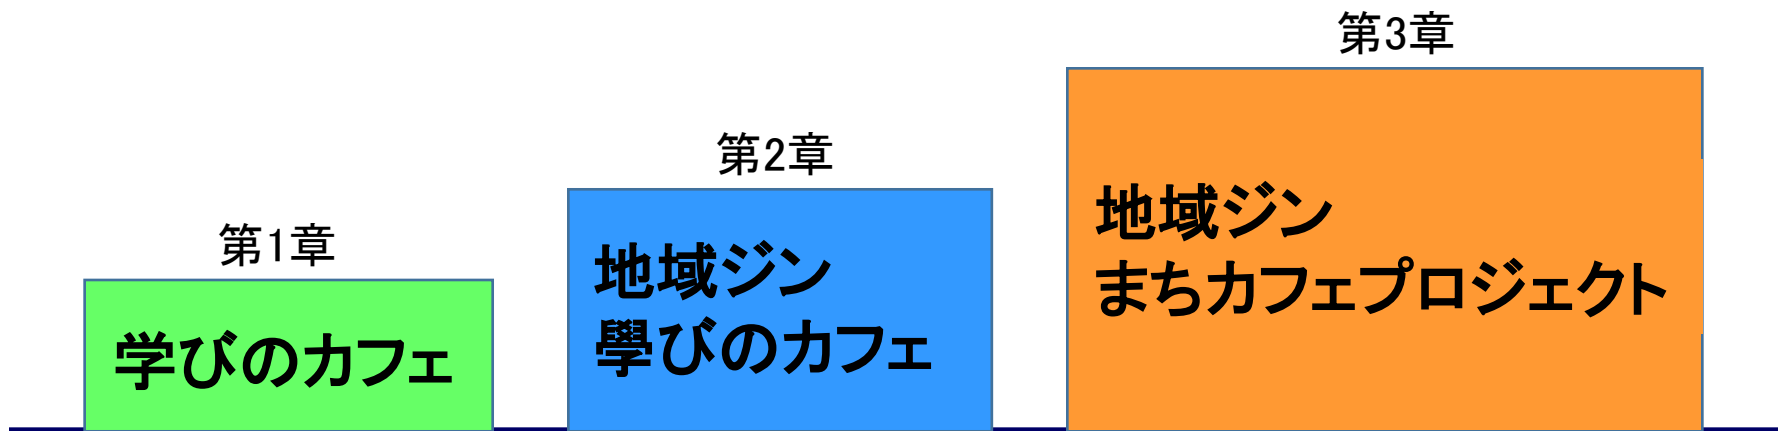 第1章
学びのカフェ
第2章
地域ジン
學びのカフェ
第3章
地域ジン
まちカフェプロジェクト